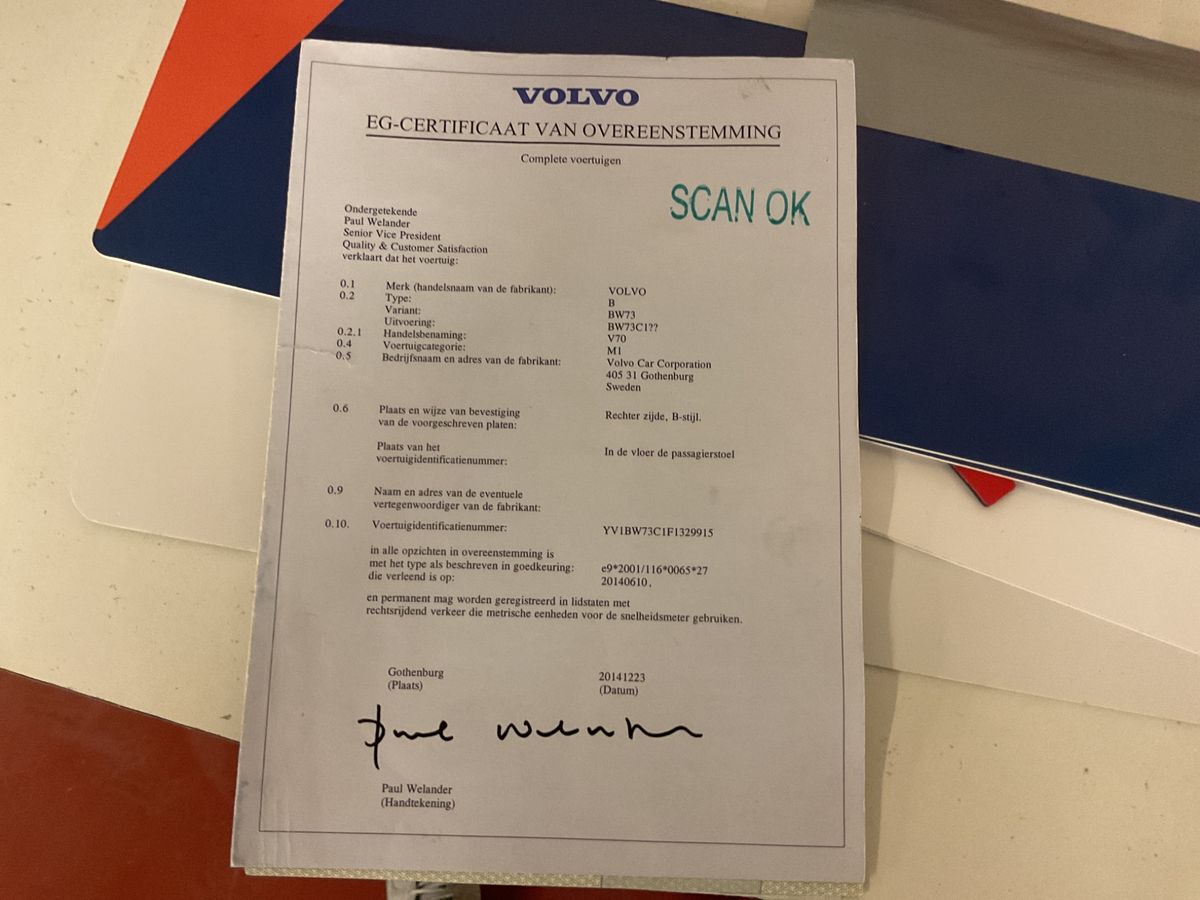 VOLVO
EG-CERTIFICAAT VAN OVEREENSTEMMING
Complete voertuigen
SCAN OK
Ondergetekende
Paul Welander
Senior Vice President
Quality & Customer Satisfaction
verklaart dat het voertuig:
0.1 Merk (handelsnaam van de fabrikant): VOLVO
0.2 Type: B
Variant: BW73
Uitvoering: BW73C1??
0.2.1 Handelsbenaming: V70
0.4 Voertuigcategorie: M1
0.5 Bedrijfsnaam en adres van de fabrikant: Volvo Car Corporation
405 31 Gothenburg
Sweden
0.6 Plaats en wijze van bevestiging Rechter zijde, B-stijl.
van de voorgeschreven platen:
Plaats van het In de vloer de passagierstoel
voertuigidentificatienummer:
0.9 Naam en adres van de eventuele
vertegenwoordiger van de fabrikant:
0.10. Voertuigidentificatienummer: YV1BW73C1F1329915
in alle opzichten in overeenstemming is
met het type als beschreven in goedkeuring: e9*2001/116*0065*27
die verleend is op: 20140610.
en permanent mag worden geregistreerd in lidstaten met
rechtsrijdend verkeer die metrische eenheden voor de snelheidsmeter gebruiken.
Gothenburg 20141223
(Plaats) (Datum)
Paul Welander
Paul Welander
(Handtekening)